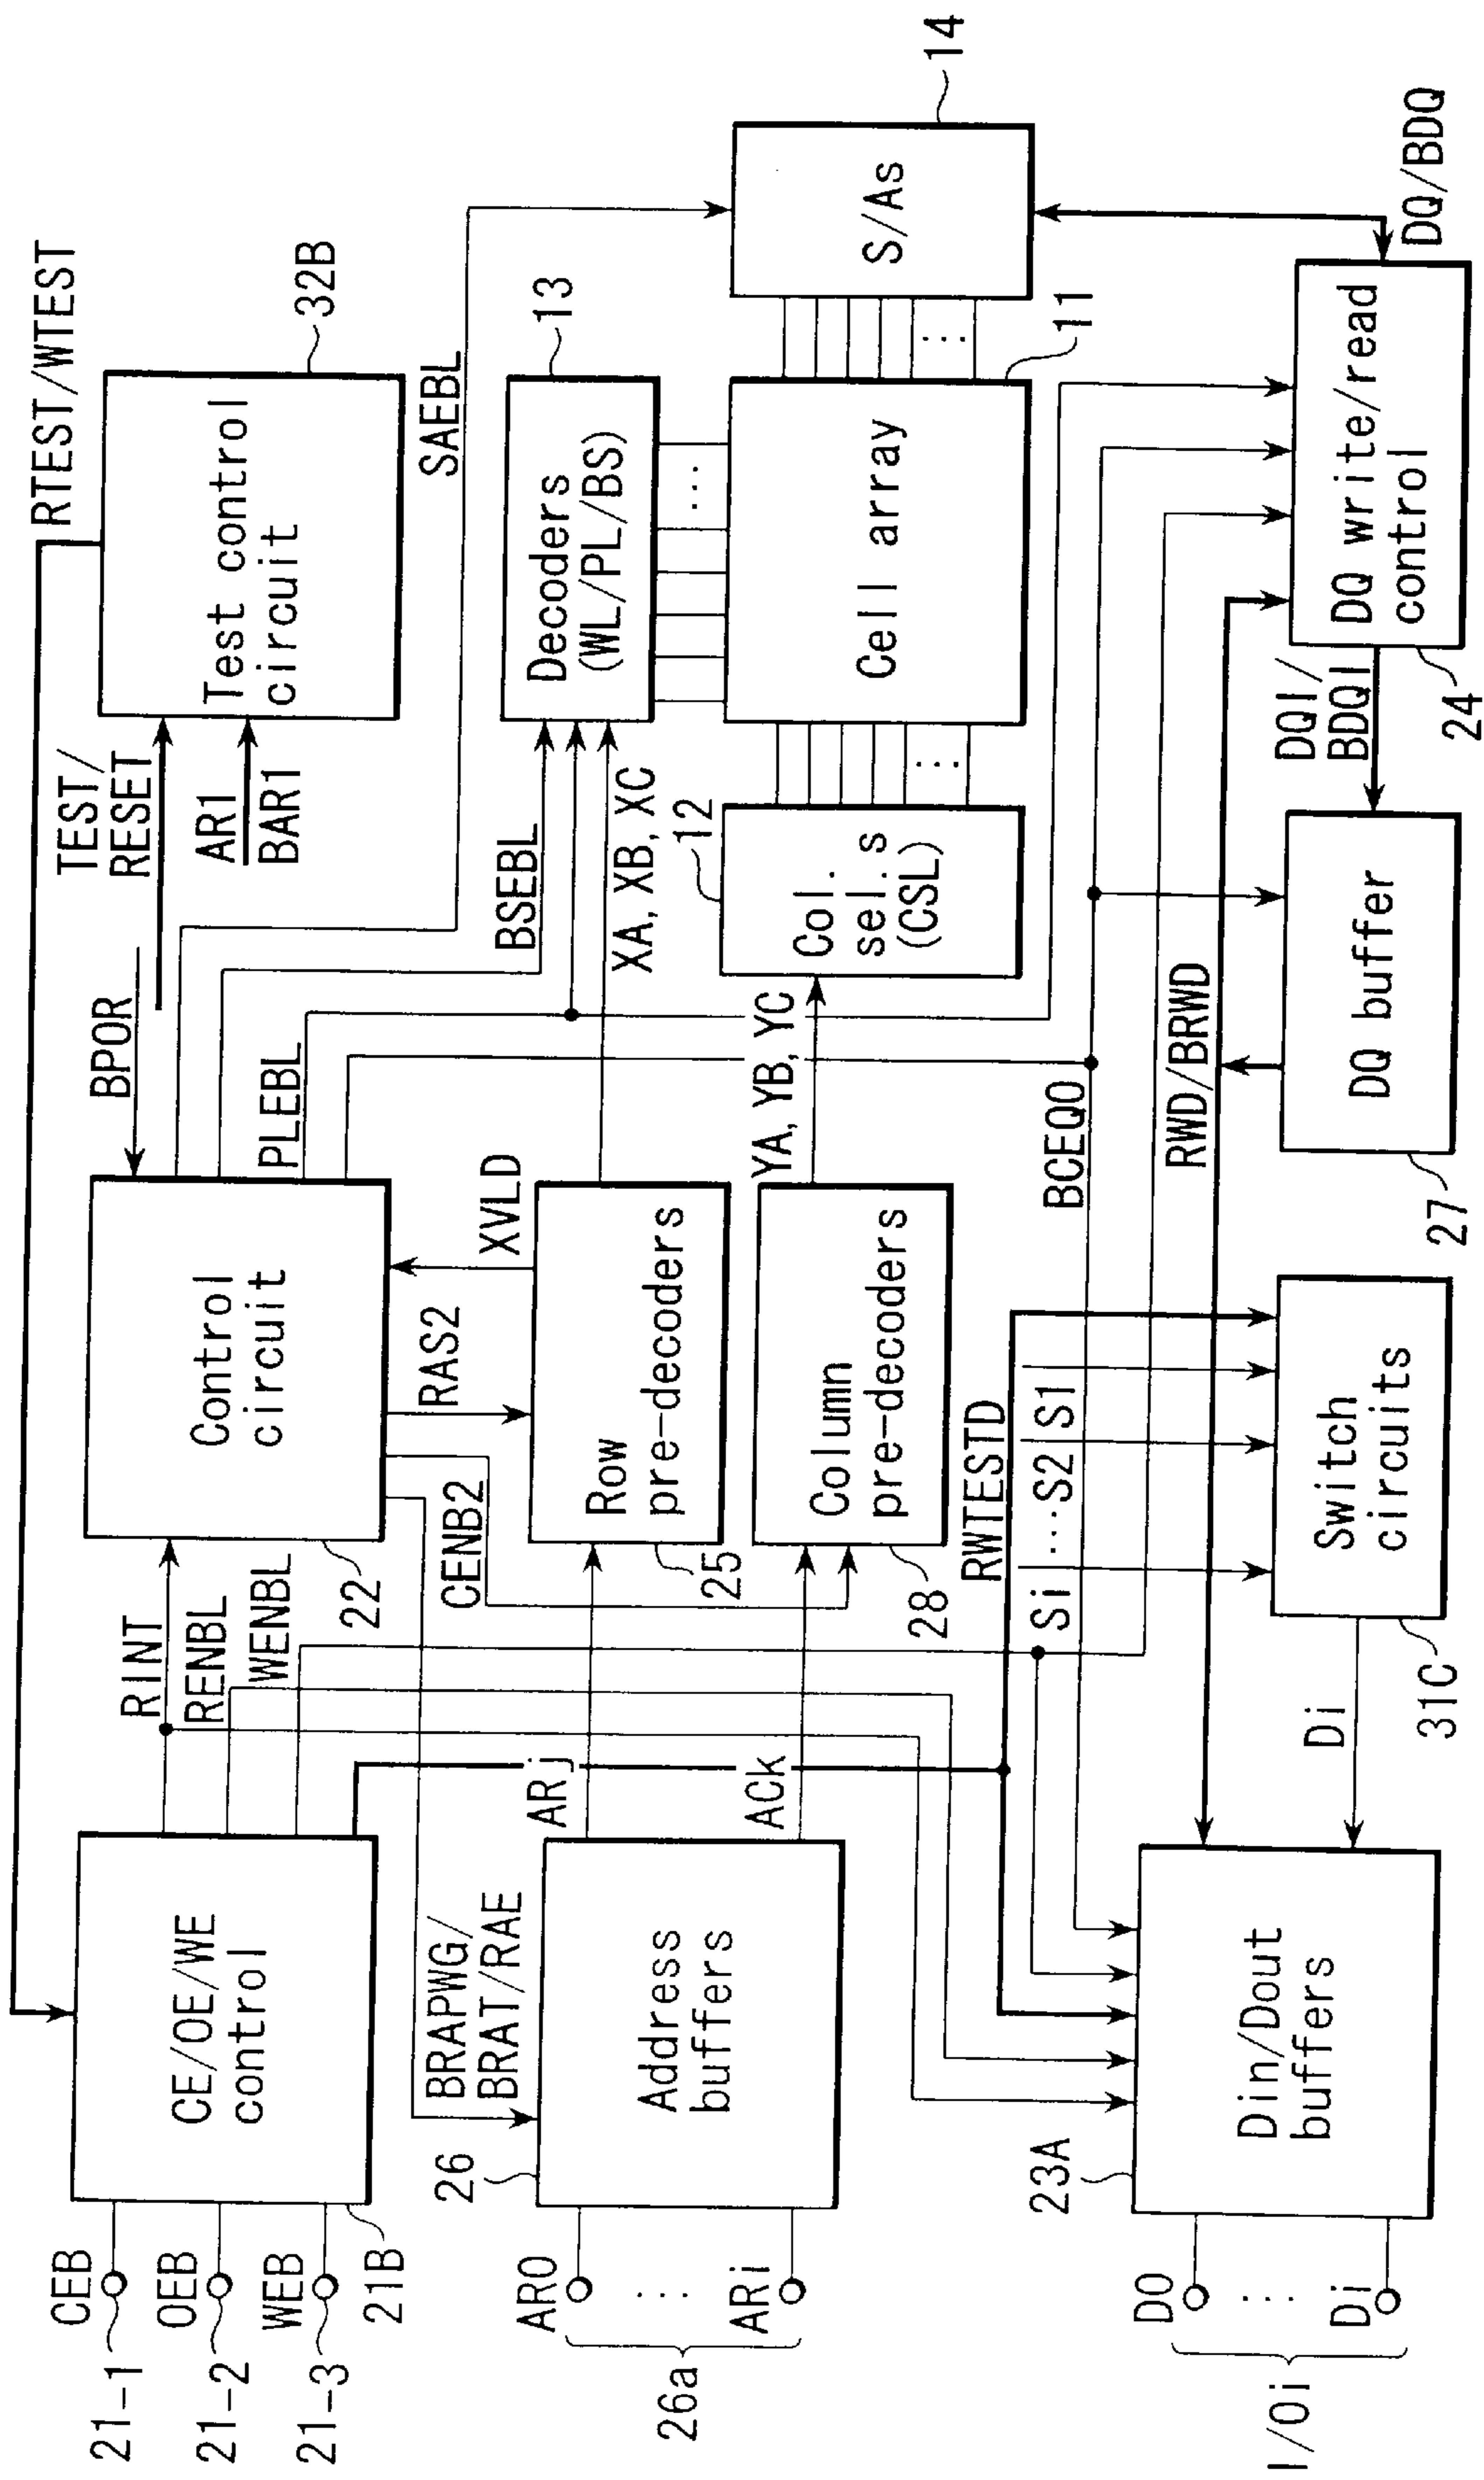 RTEST/WTEST
CEB
21-1
OEB
21-2
WEB
21-3
CE/OE/WE
control
21B
RINT
RENBL
WENBL
Control
circuit
22
BPOR
PLEBL
TEST/
RESET
AR1
BAR1
Test control
circuit
32B
SAEBL
BRAPWG/
BRAT/RAE
CENB2
RAS2
XVLD
BSEBL
AR0
⋮
ARi
26a
26
Address
buffers
ARj
ACk
Row
pre-decoders
25
XA, XB, XC
Decoders
(WL/PL/BS)
13
Column
pre-decoders
28
YA, YB, YC
12
Col.
sel.s
(CSL)
...
...
Cell array
11
...
S/As
14
RWTESTD
Si ...S2 S1
BCEQ0
RWD/BRWD
D0
⋮
Di
I/Oi
23A
Din/Dout
buffers
Di
Switch
circuits
31C
DQ buffer
27
DQI/
BDQI
DQ write/read
control
24
DQ/BDQ